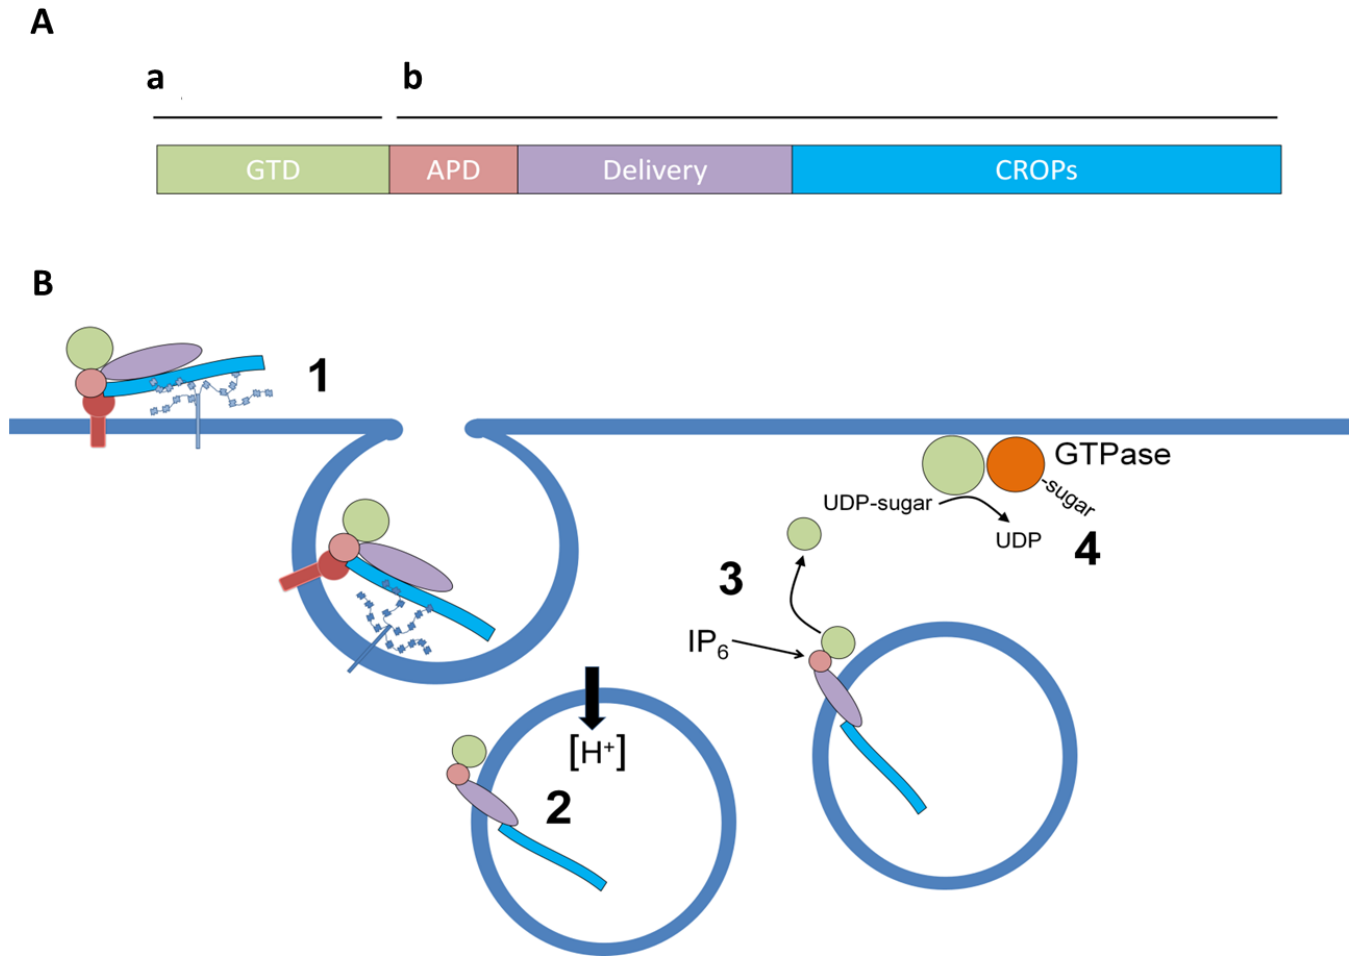 A
a b
GTD APD Delivery CROPs
B
1
GTPase
-sugar
UDP-sugar
UDP 4
3
IP₆
[H⁺]
2